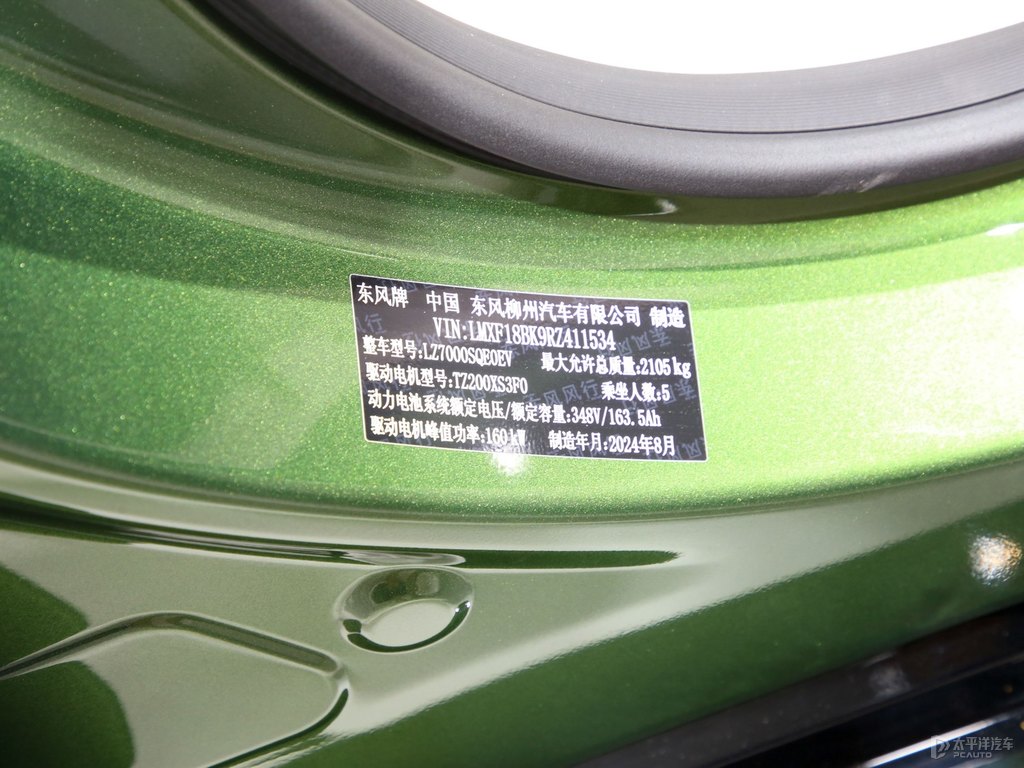 东风牌 中国 东风柳州汽车有限公司 制造
VIN:LMXF18BK9RZ411534
整车型号:LZ7000SQE0EV 最大允许总质量:2105kg
驱动电机型号:TZ200XS3F0 乘坐人数:5
动力电池系统额定电压/额定容量:348V/163.5Ah
驱动电机峰值功率:160kW 制造年月:2024年8月
太平洋汽车
PCAUTO